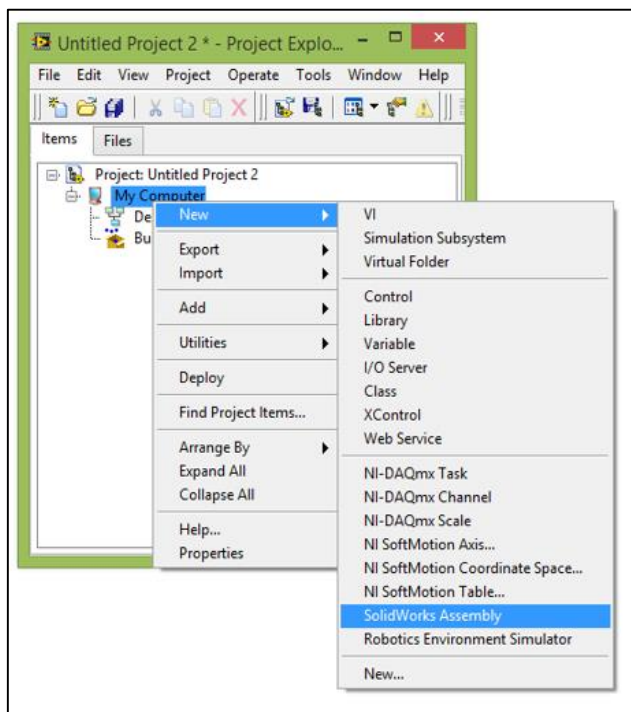 Untitled Project 2 * - Project Explo...
File Edit View Project Operate Tools Window Help
Items Files
Project: Untitled Project 2
My Computer
De
Bu
New
Export
Import
Add
Utilities
Deploy
Find Project Items...
Arrange By
Expand All
Collapse All
Help...
Properties
VI
Simulation Subsystem
Virtual Folder
Control
Library
Variable
I/O Server
Class
XControl
Web Service
NI-DAQmx Task
NI-DAQmx Channel
NI-DAQmx Scale
NI SoftMotion Axis...
NI SoftMotion Coordinate Space...
NI SoftMotion Table...
SolidWorks Assembly
Robotics Environment Simulator
New...